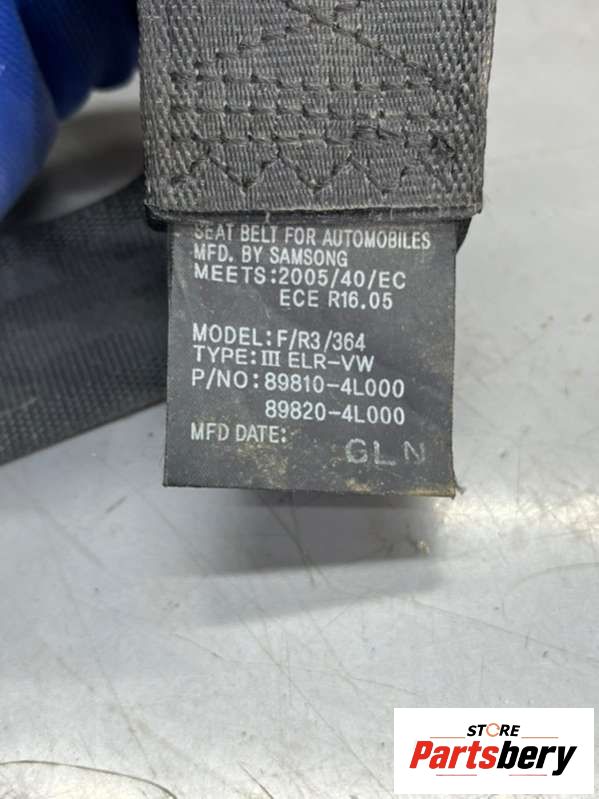 SEAT BELT FOR AUTOMOBILES
MFD. BY SAMSONG
MEETS:2005/40/EC
ECE R16.05
MODEL:F/R3/364
TYPE:III ELR-VW
P/NO:89810-4L000
89820-4L000
MFD DATE:
GLN
STORE
Partsbery